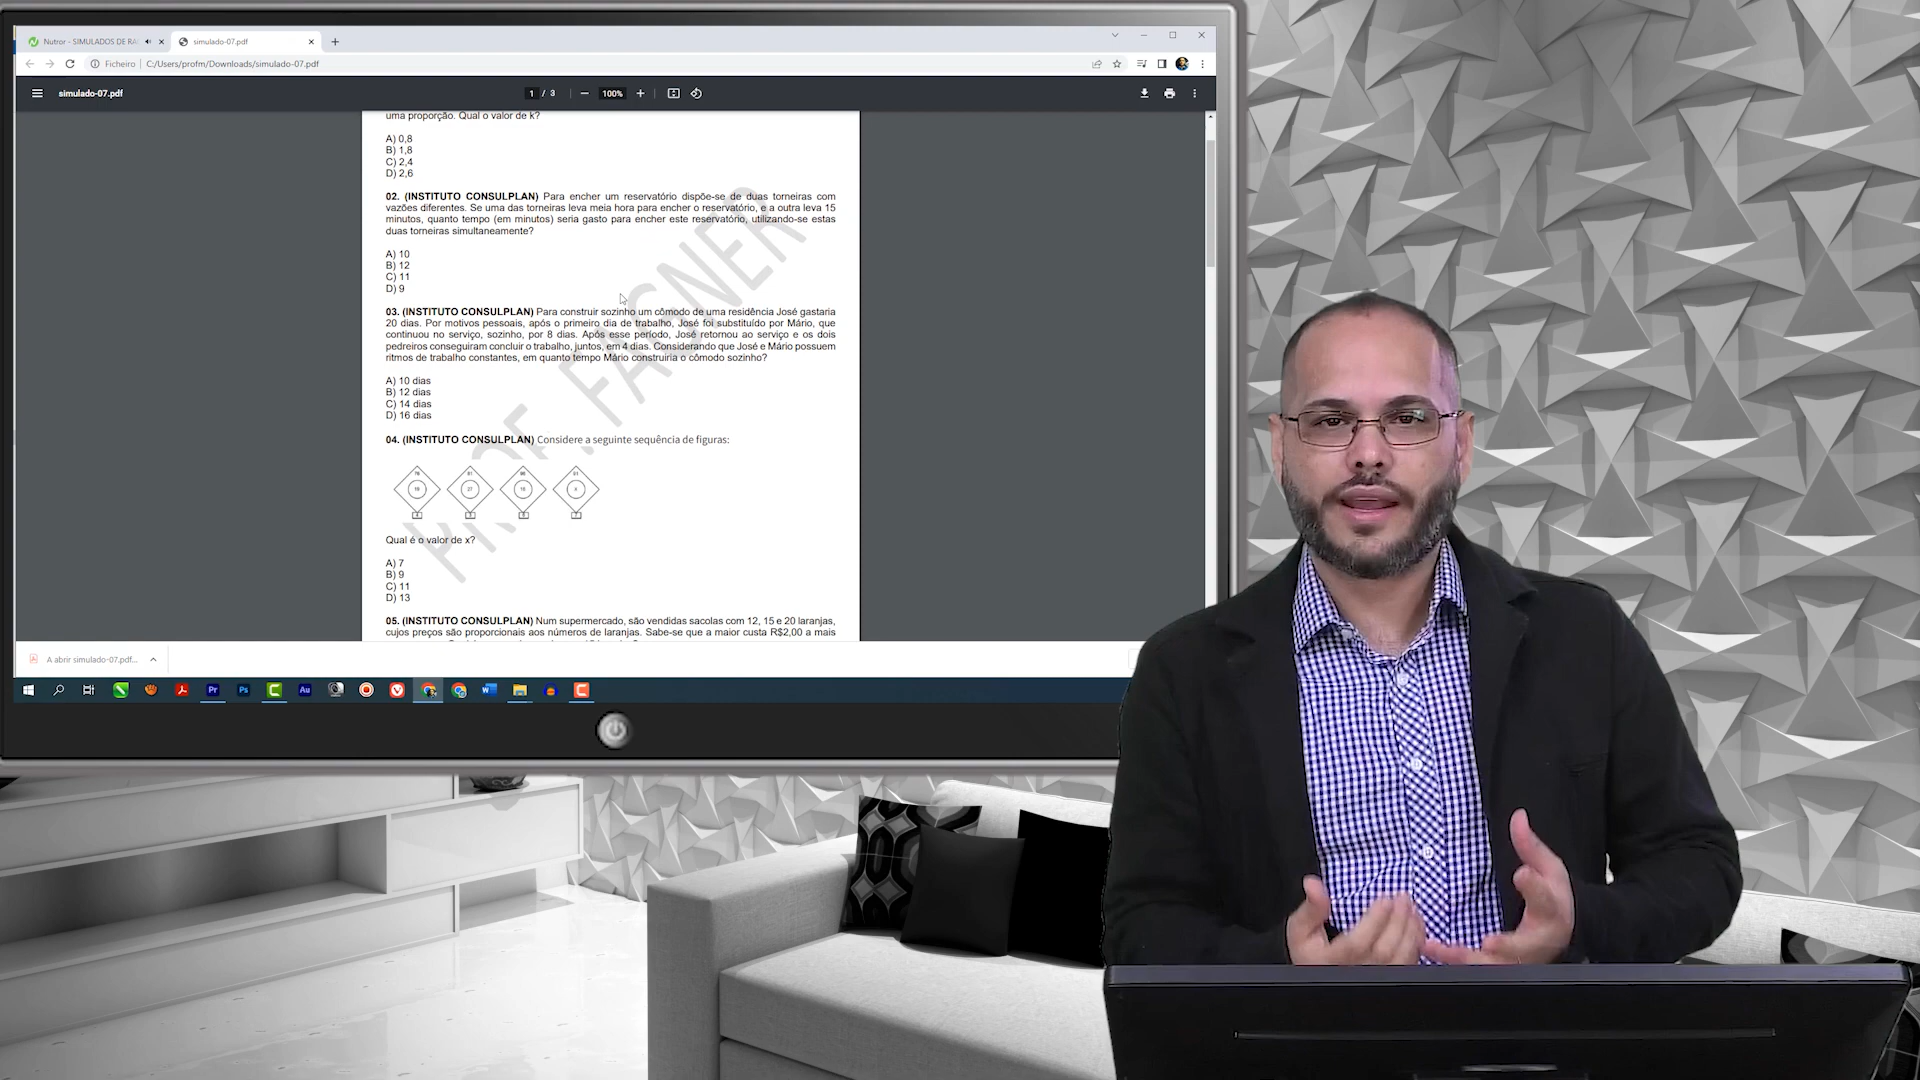 Nutror - SIMULADOS DE RA
simulado-07.pdf
Ficheiro
C:/Users/profm/Downloads/simulado-07.pdf
simulado-07.pdf
1 / 3
100%
uma proporção. Qual o valor de k?
A) 0,8
B) 1,8
C) 2,4
D) 2,6
02. (INSTITUTO CONSULPLAN) Para encher um reservatório dispõe-se de duas torneiras com
vazões diferentes. Se uma das torneiras leva meia hora para encher o reservatório, e a outra leva 15
minutos, quanto tempo (em minutos) seria gasto para encher este reservatório, utilizando-se estas
duas torneiras simultaneamente?
A) 10
B) 12
C) 11
D) 9
03. (INSTITUTO CONSULPLAN) Para construir sozinho um cômodo de uma residência José gastaria
20 dias. Por motivos pessoais, após o primeiro dia de trabalho, José foi substituído por Mário, que
continuou no serviço, sozinho, por 8 dias. Após esse período, José retornou ao serviço e os dois
pedreiros conseguiram concluir o trabalho, juntos, em 4 dias. Considerando que José e Mário possuem
ritmos de trabalho constantes, em quanto tempo Mário construiria o cômodo sozinho?
A) 10 dias
B) 12 dias
C) 14 dias
D) 16 dias
04. (INSTITUTO CONSULPLAN) Considere a seguinte sequência de figuras:
Qual é o valor de x?
A) 7
B) 9
C) 11
D) 13
05. (INSTITUTO CONSULPLAN) Num supermercado, são vendidas sacolas com 12, 15 e 20 laranjas,
cujos preços são proporcionais aos números de laranjas. Sabe-se que a maior custa R$2,00 a mais
PROF. FAGNER
A abrir simulado-07.pdf...
Pr
Ps
Au